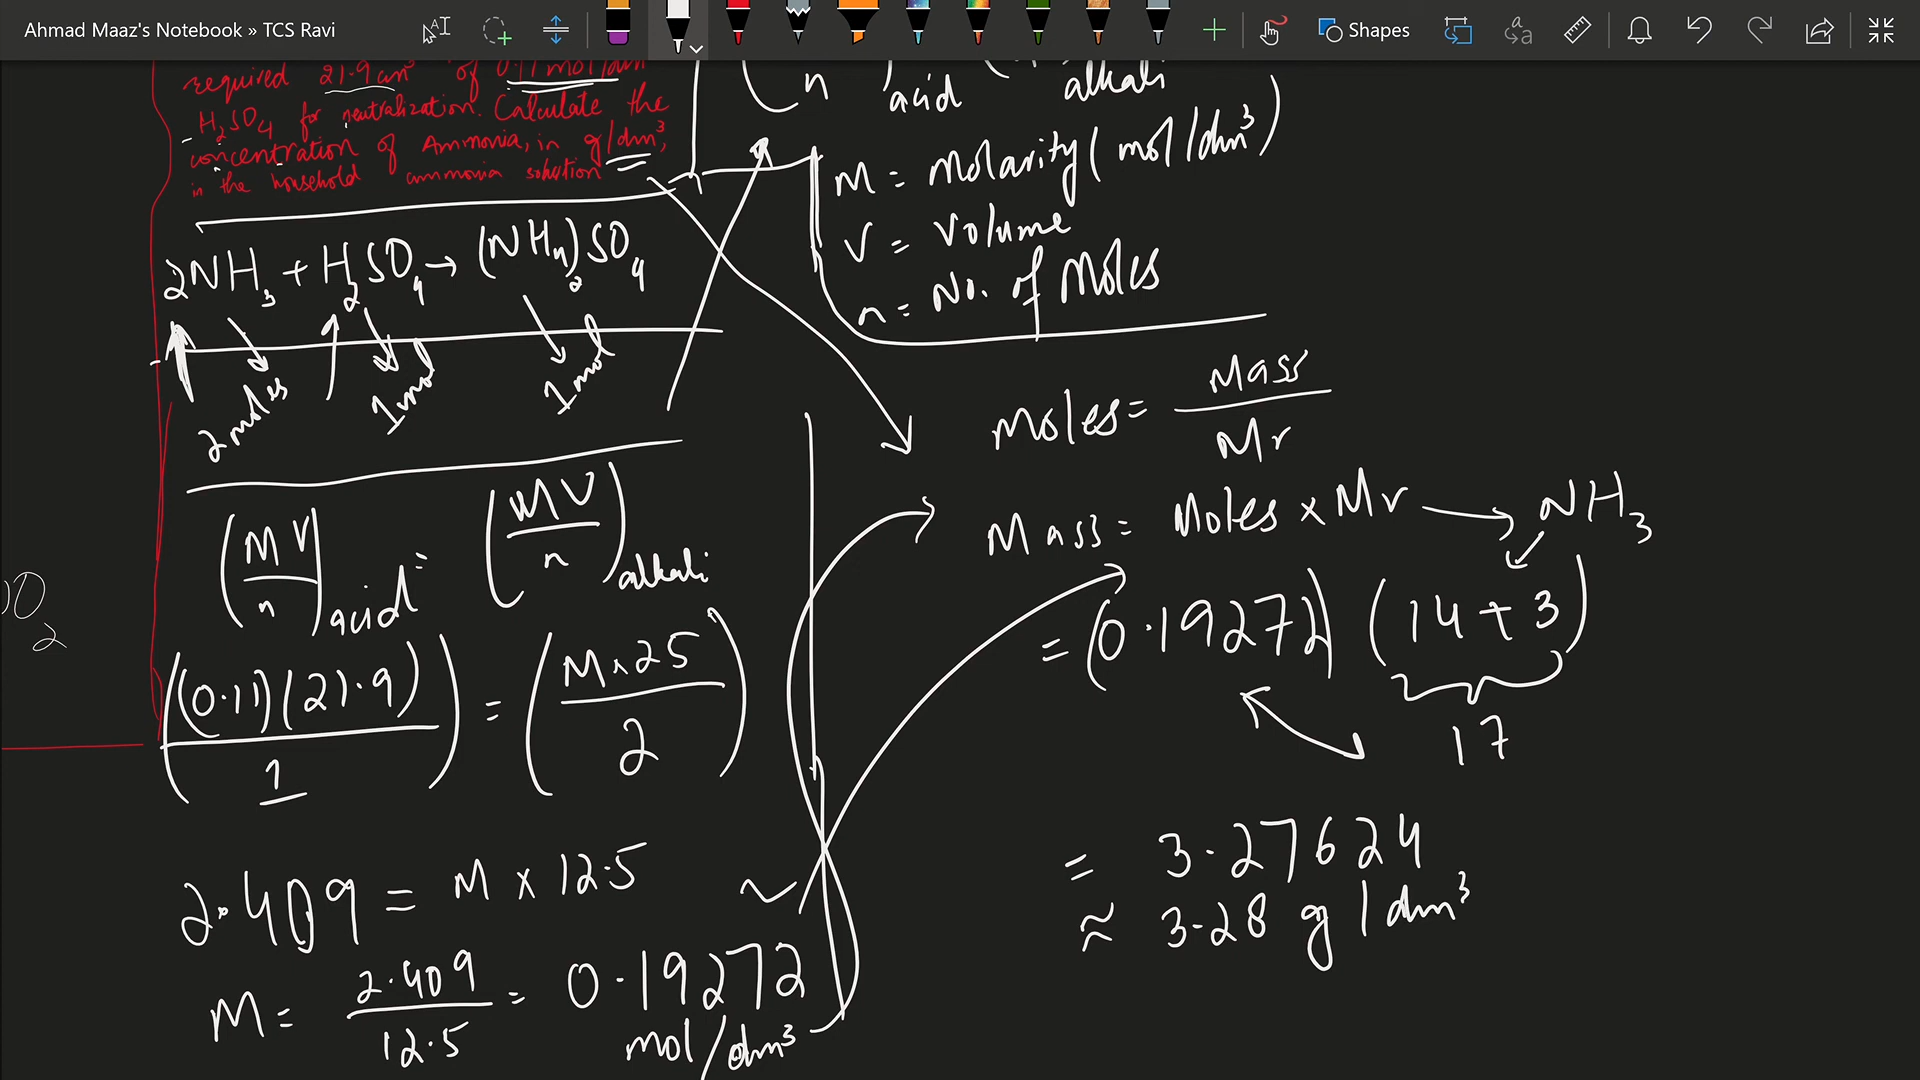 Ahmad Maaz's Notebook » TCS Ravi
Shapes
required 21.9 cm³ of 0.11 mol/dm³
H₂SO₄ for neutralization. Calculate the
concentration of Ammonia, in g/dm³,
in the household ammonia solution
2NH₃ + H₂SO₄ → (NH₄)₂SO₄
2 moles 1 mol 1 mol
(MV/n) acid = (MV/n) alkali
((0.11)(21.9)/1) = (M×25/2)
2.409 = M × 12.5
M = 2.409/12.5 = 0.19272
mol/dm³
n acid alkali
M = Molarity (mol/dm³)
V = Volume
n = No. of Moles
Moles = Mass/Mr
Mass = Moles × Mr → NH₃
= (0.19272) (14 + 3)
17
= 3.27624
≈ 3.28 g/dm³